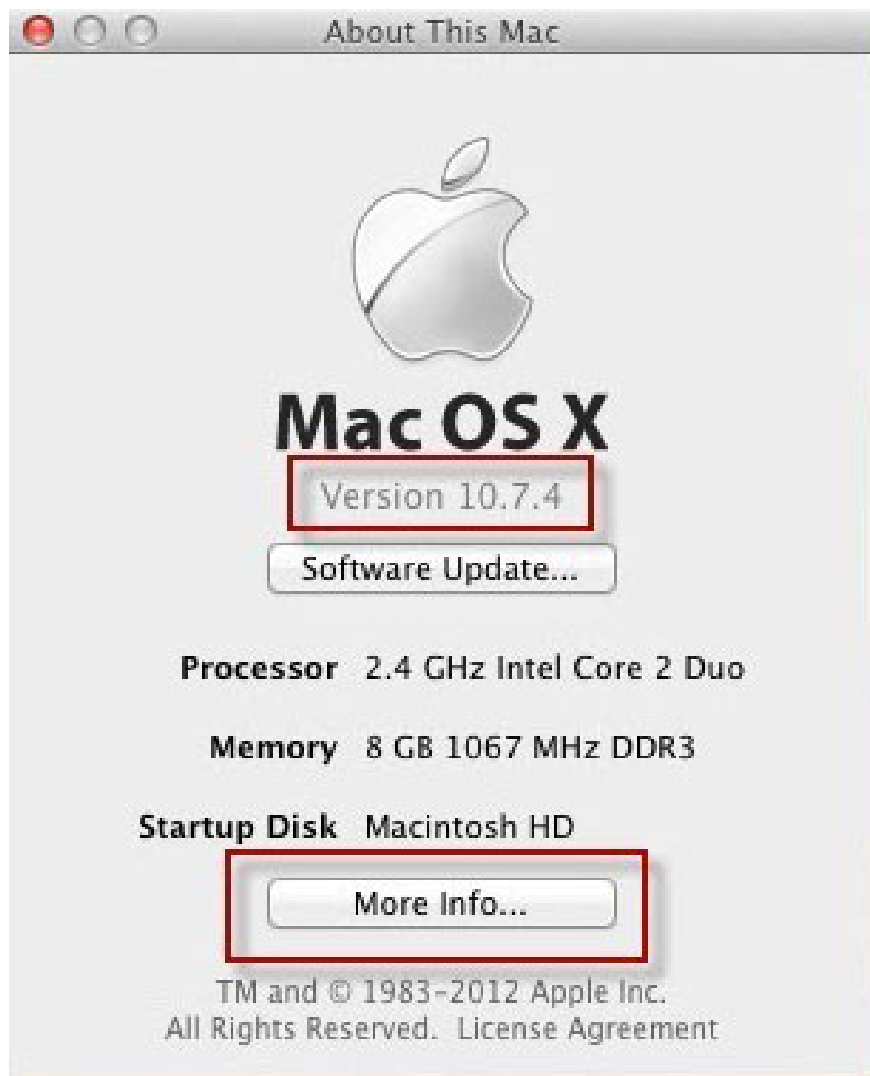 About This Mac
Mac OS X
Version 10.7.4
Software Update...
Processor 2.4 GHz Intel Core 2 Duo
Memory 8 GB 1067 MHz DDR3
Startup Disk Macintosh HD
More Info...
TM and © 1983-2012 Apple Inc.
All Rights Reserved. License Agreement